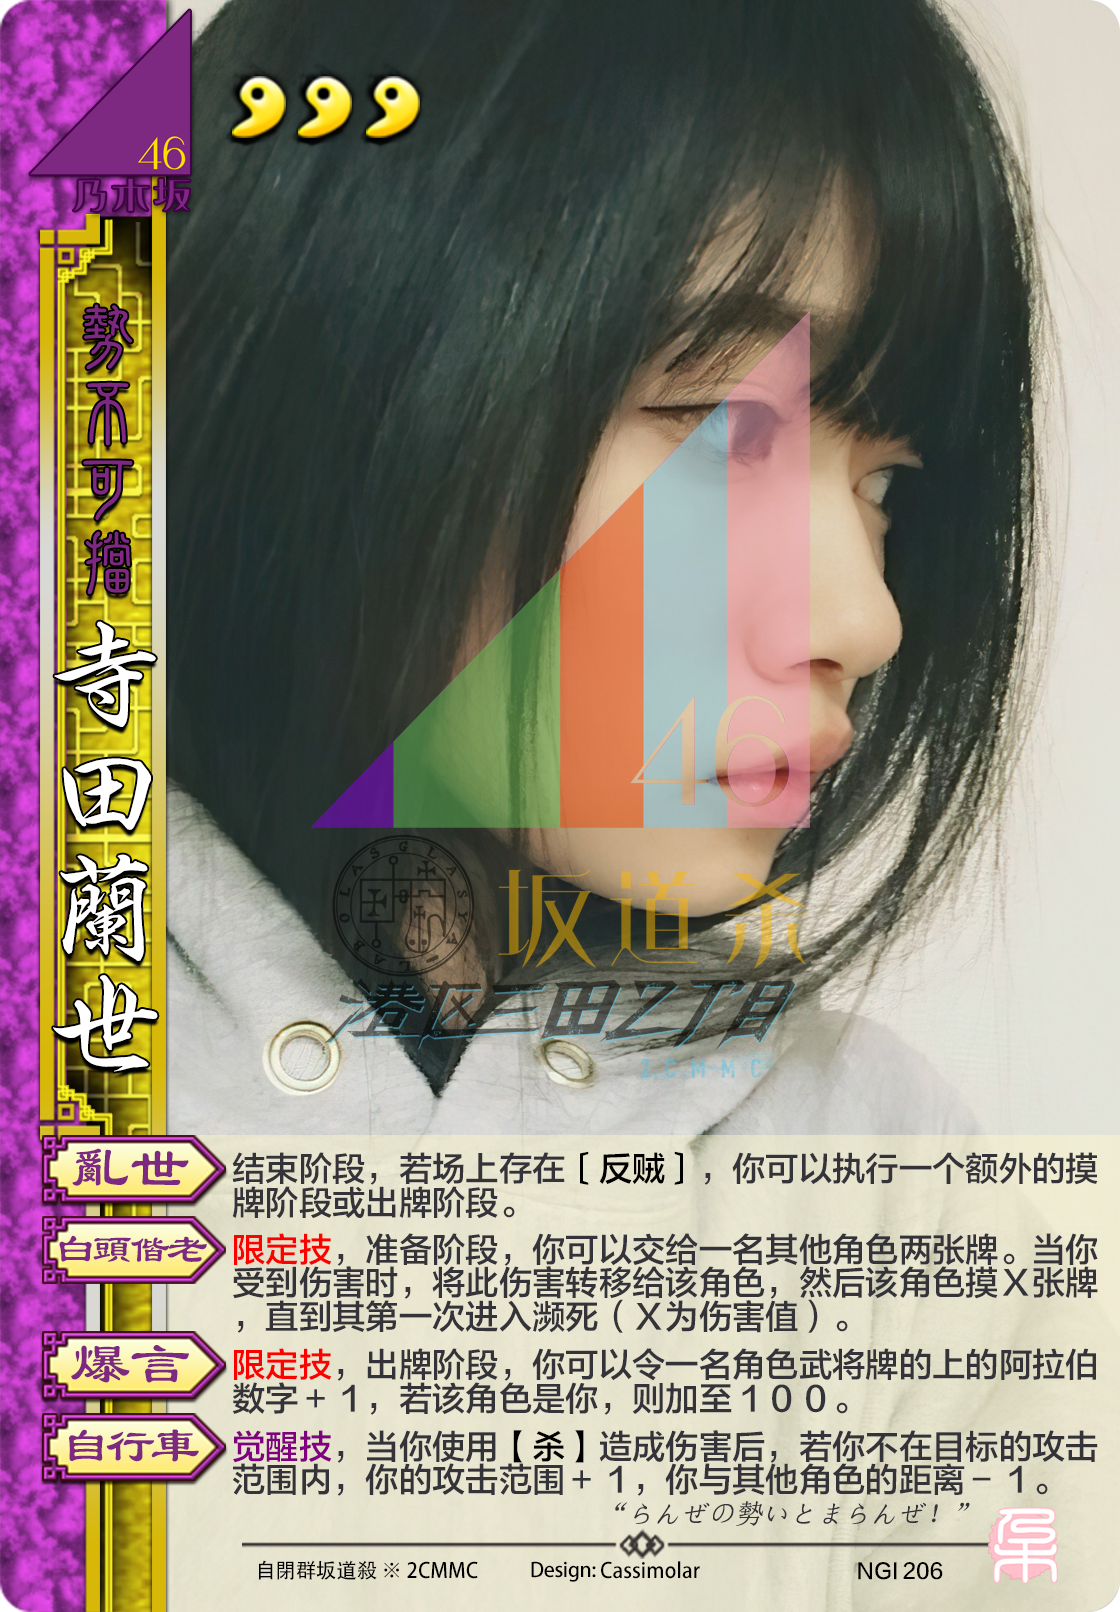 46
乃木坂
勢不可擋
寺田蘭世
46
坂道杀
港区三田乙丁目
2CMMC
亂世
结束阶段，若场上存在［反贼］，你可以执行一个额外的摸
牌阶段或出牌阶段。
白頭偕老
限定技，准备阶段，你可以交给一名其他角色两张牌。当你
受到伤害时，将此伤害转移给该角色，然后该角色摸Ｘ张牌
，直到其第一次进入濒死（Ｘ为伤害值）。
爆言
限定技，出牌阶段，你可以令一名角色武将牌的上的阿拉伯
数字＋１，若该角色是你，则加至１００。
自行車
觉醒技，当你使用【杀】造成伤害后，若你不在目标的攻击
范围内，你的攻击范围＋１，你与其他角色的距离－１。
“らんぜの勢いとまらんぜ！”
自閉群坂道殺 ※ 2CMMC
Design: Cassimolar
NGI 206